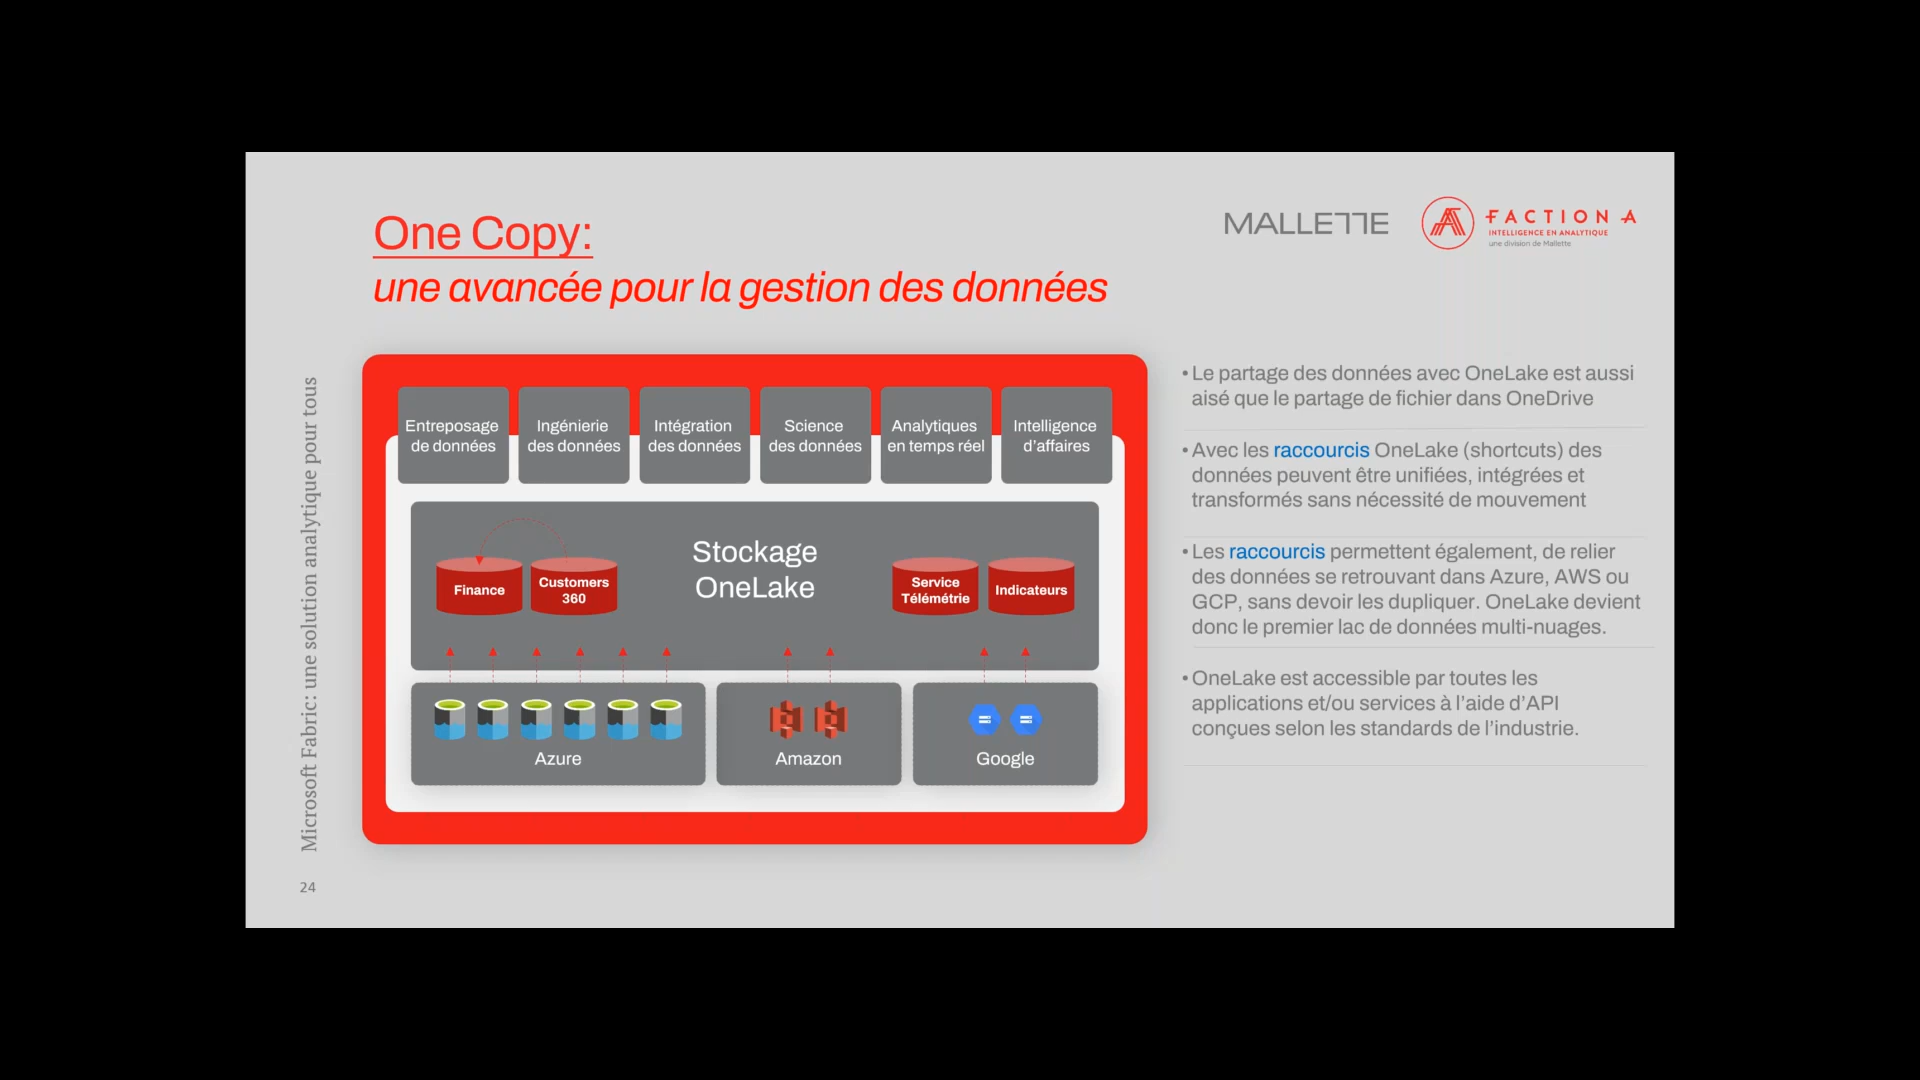 One Copy:
une avancée pour la gestion des données
MALLETTE
FACTION A
INTELLIGENCE EN ANALYTIQUE
une division de Mallette
Microsoft Fabric: une solution analytique pour tous
24
Entreposage
de données
Ingénierie
des données
Intégration
des données
Science
des données
Analytiques
en temps réel
Intelligence
d’affaires
Stockage
OneLake
Finance
Customers
360
Service
Télémétrie
Indicateurs
Azure
Amazon
Google
• Le partage des données avec OneLake est aussi
aisé que le partage de fichier dans OneDrive
• Avec les raccourcis OneLake (shortcuts) des
données peuvent être unifiées, intégrées et
transformés sans nécessité de mouvement
• Les raccourcis permettent également, de relier
des données se retrouvant dans Azure, AWS ou
GCP, sans devoir les dupliquer. OneLake devient
donc le premier lac de données multi-nuages.
• OneLake est accessible par toutes les
applications et/ou services à l’aide d’API
conçues selon les standards de l’industrie.